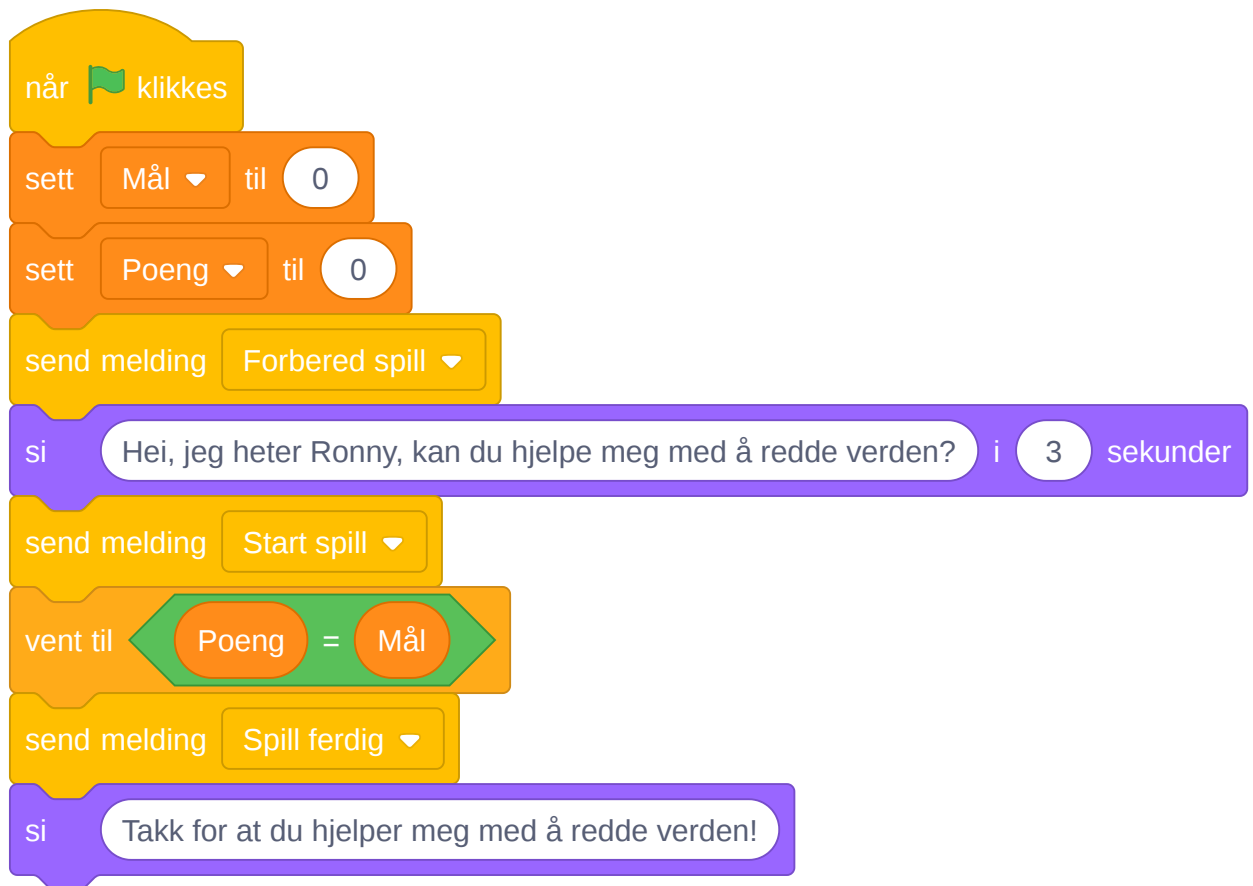 når klikkes
sett Mål til 0
sett Poeng til 0
send melding Forbered spill
si Hei, jeg heter Ronny, kan du hjelpe meg med å redde verden? i 3 sekunder
send melding Start spill
vent til Poeng = Mål
send melding Spill ferdig
si Takk for at du hjelper meg med å redde verden!